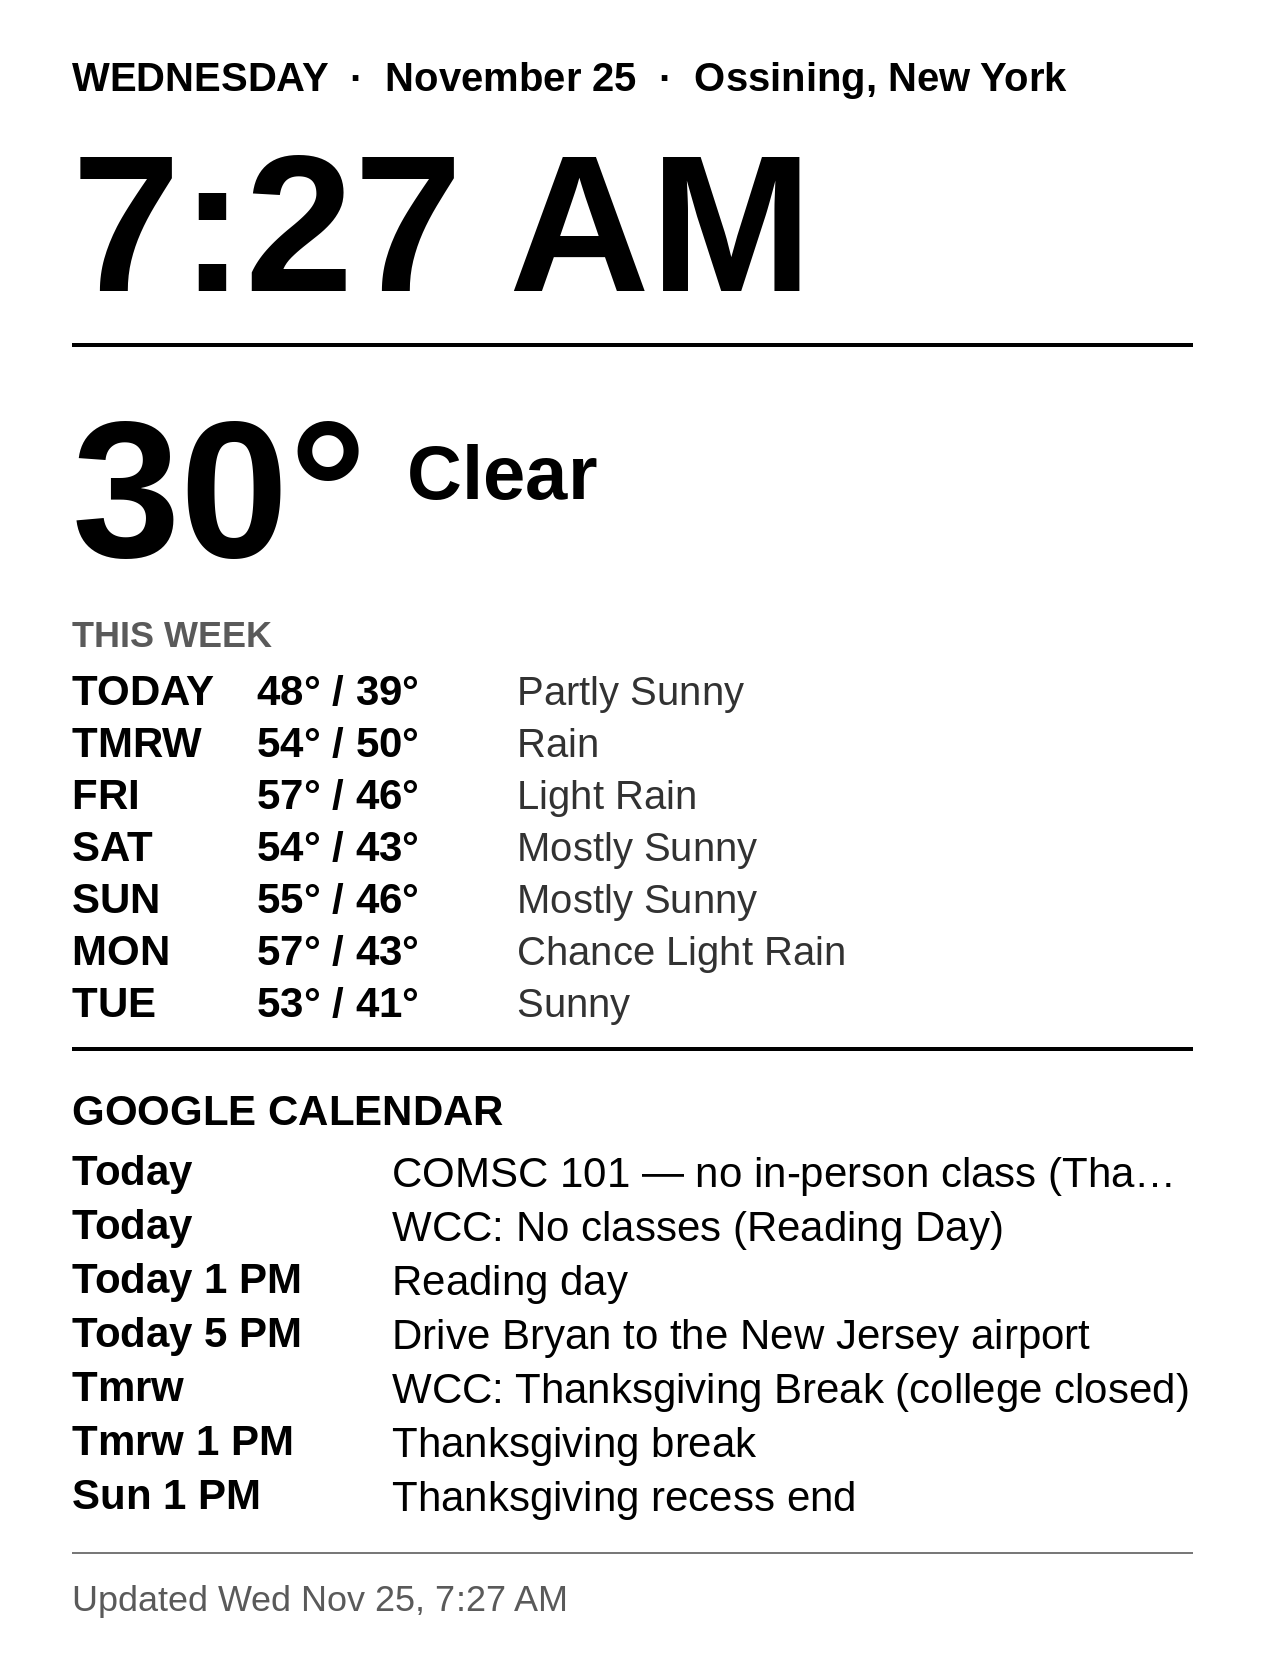 WEDNESDAY · November 25 · Ossining, New York
7:27 AM
30° Clear
THIS WEEK
TODAY 48° / 39° Partly Sunny
TMRW 54° / 50° Rain
FRI 57° / 46° Light Rain
SAT 54° / 43° Mostly Sunny
SUN 55° / 46° Mostly Sunny
MON 57° / 43° Chance Light Rain
TUE 53° / 41° Sunny
GOOGLE CALENDAR
Today COMSC 101 — no in-person class (Tha…
Today WCC: No classes (Reading Day)
Today 1 PM Reading day
Today 5 PM Drive Bryan to the New Jersey airport
Tmrw WCC: Thanksgiving Break (college closed)
Tmrw 1 PM Thanksgiving break
Sun 1 PM Thanksgiving recess end
Updated Wed Nov 25, 7:27 AM